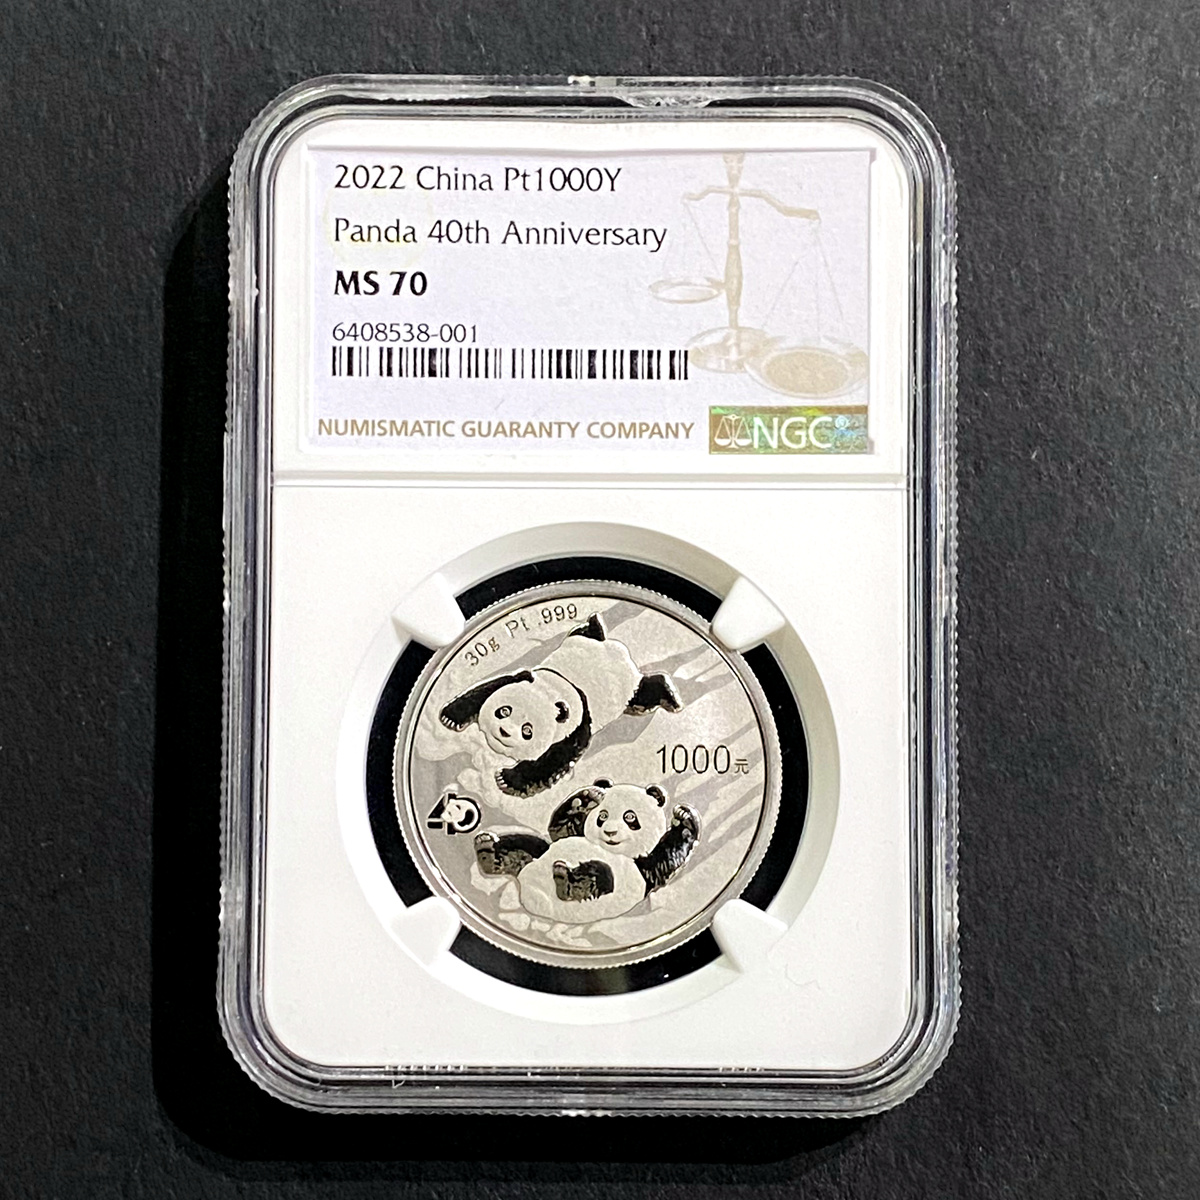 2022 China Pt1000Y
Panda 40th Anniversary
MS 70
6408538-001
NUMISMATIC GUARANTY COMPANY
NGC
30g Pt .999
1000元
40